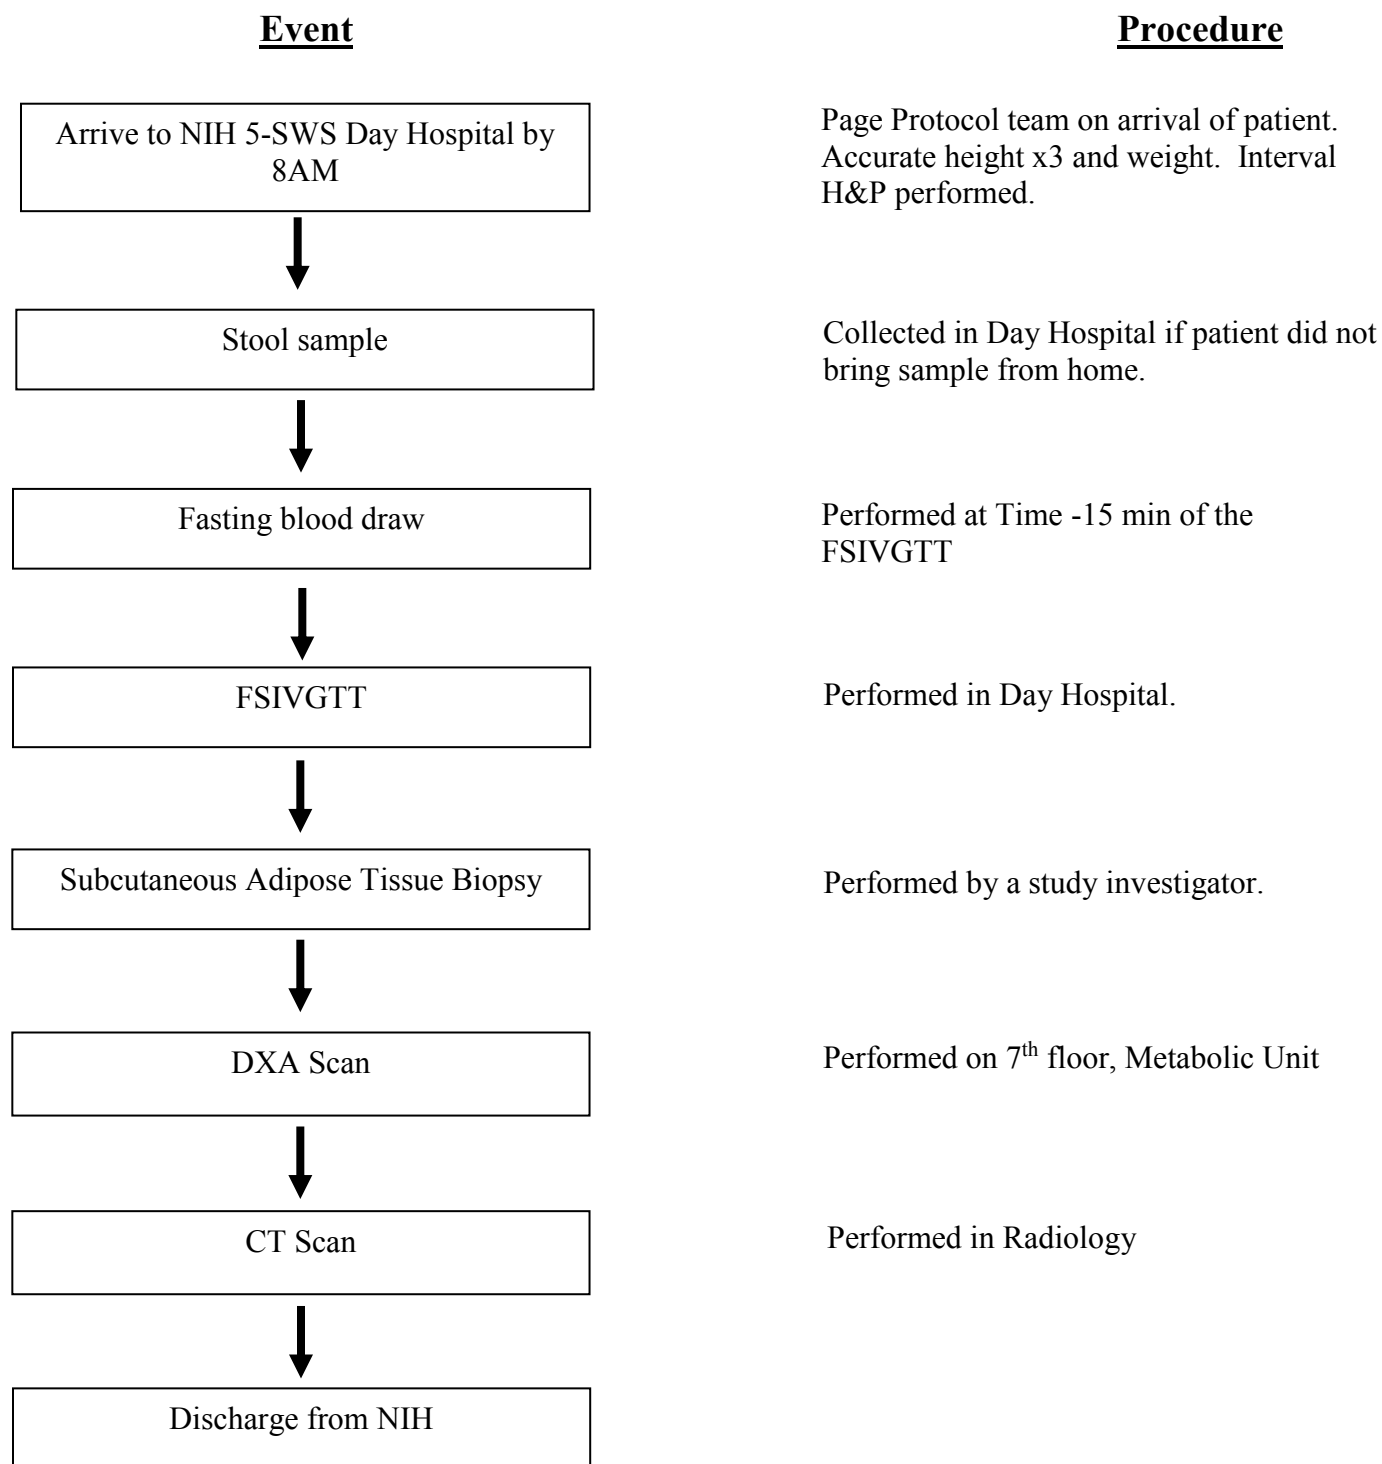 Event
Procedure
Arrive to NIH 5-SWS Day Hospital by
8AM
Page Protocol team on arrival of patient.
Accurate height x3 and weight.  Interval
H&P performed.
Stool sample
Collected in Day Hospital if patient did not
bring sample from home.
Fasting blood draw
Performed at Time -15 min of the
FSIVGTT
FSIVGTT
Performed in Day Hospital.
Subcutaneous Adipose Tissue Biopsy
Performed by a study investigator.
DXA Scan
Performed on 7th floor, Metabolic Unit
CT Scan
Performed in Radiology
Discharge from NIH